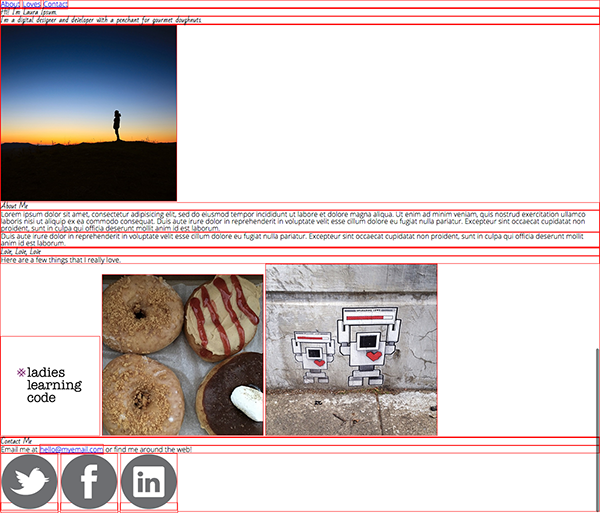 About Loves Contact
Hi! I'm Laura Ipsum.
I'm a digital designer and developer with a penchant for gourmet doughnuts.
About Me
Lorem ipsum dolor sit amet, consectetur adipisicing elit, sed do eiusmod tempor incididunt ut labore et dolore magna aliqua. Ut enim ad minim veniam, quis nostrud exercitation ullamco
laboris nisi ut aliquip ex ea commodo consequat. Duis aute irure dolor in reprehenderit in voluptate velit esse cillum dolore eu fugiat nulla pariatur. Excepteur sint occaecat cupidatat non
proident, sunt in culpa qui officia deserunt mollit anim id est laborum.
Duis aute irure dolor in reprehenderit in voluptate velit esse cillum dolore eu fugiat nulla pariatur. Excepteur sint occaecat cupidatat non proident, sunt in culpa qui officia deserunt mollit
anim id est laborum.
Love, Love, Love
Here are a few things that I really love.
ladies
learning
code
Contact Me
Email me at hello@myemail.com or find me around the web!
f
in